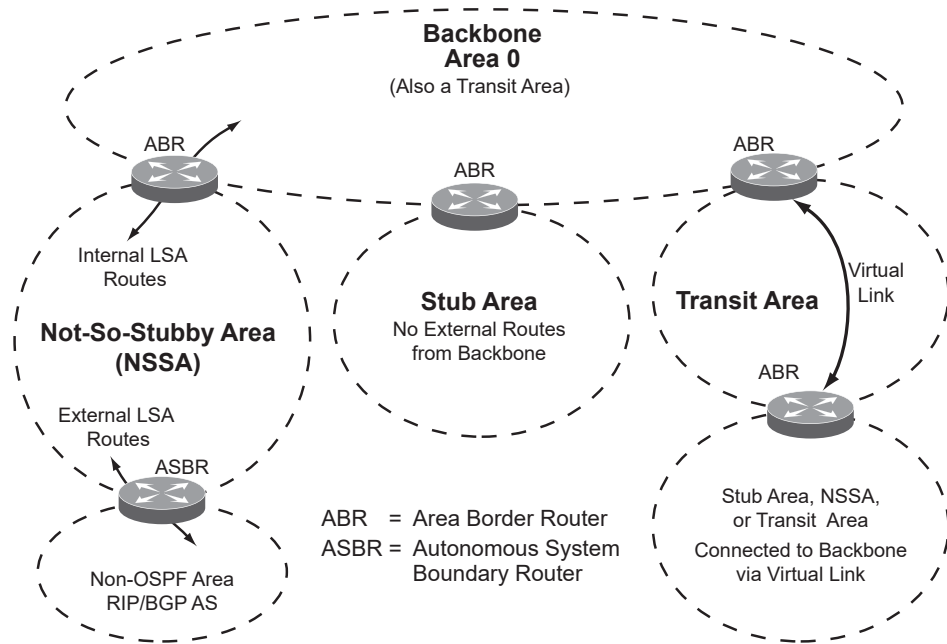 Backbone
Area 0
(Also a Transit Area)
ABR
ABR
ABR
Internal LSA
Routes
Not-So-Stubby Area
(NSSA)
Stub Area
No External Routes
from Backbone
Transit Area
Virtual
Link
ABR
External LSA
Routes
ASBR
Non-OSPF Area
RIP/BGP AS
ABR = Area Border Router
ASBR = Autonomous System
Boundary Router
Stub Area, NSSA,
or Transit Area
Connected to Backbone
via Virtual Link